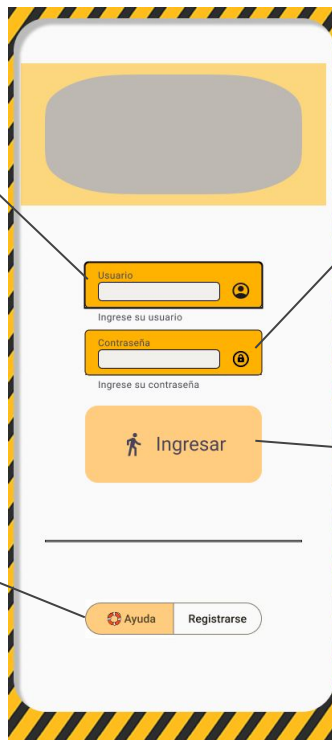 Usuario
Ingrese su usuario
Contraseña
Ingrese su contraseña
Ingresar
Ayuda
Registrarse